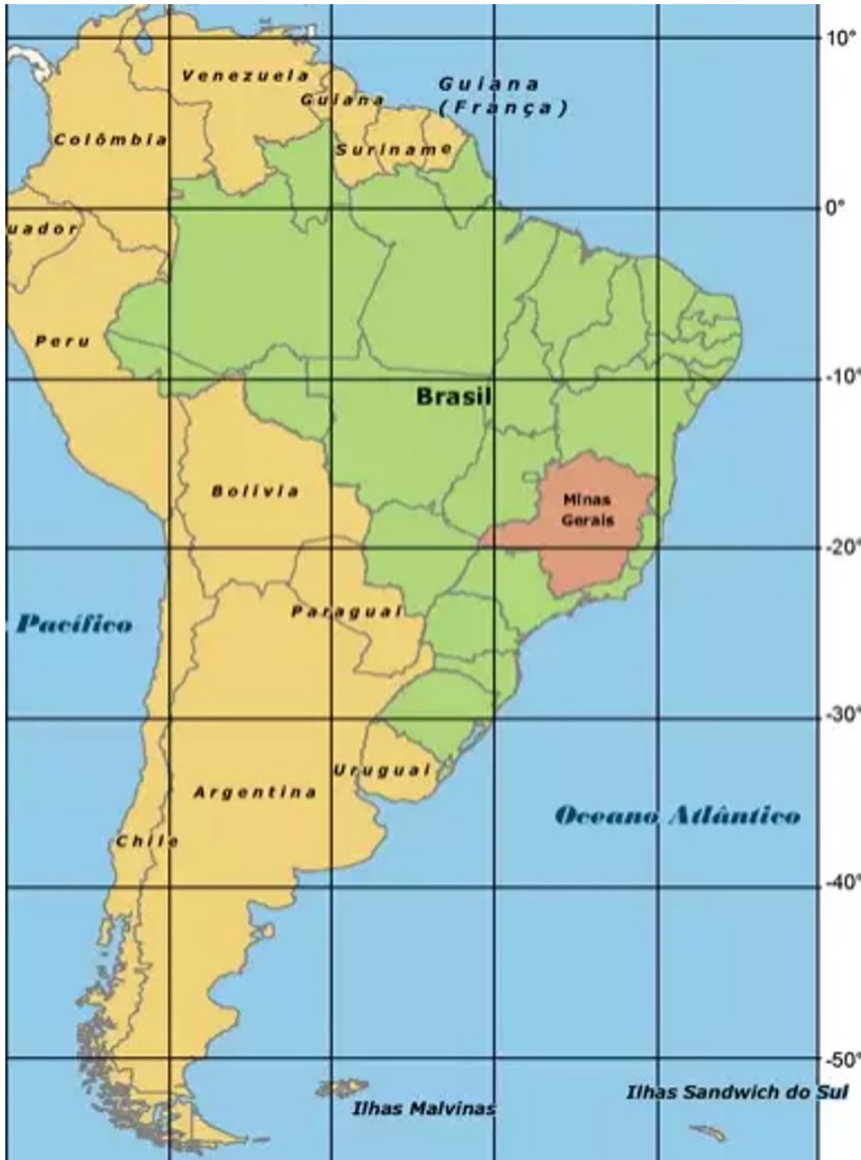 10°
Venezuela
Guiana
(França)
Guiana
Colômbia
Suriname
0°
uador
Peru
-10°
Brasil
Bolivia
Minas
Gerais
-20°
Paraguai
Pacífico
-30°
Uruguai
Argentina
Oceano Atlântico
Chile
-40°
-50°
Ilhas Sandwich do Sul
Ilhas Malvinas